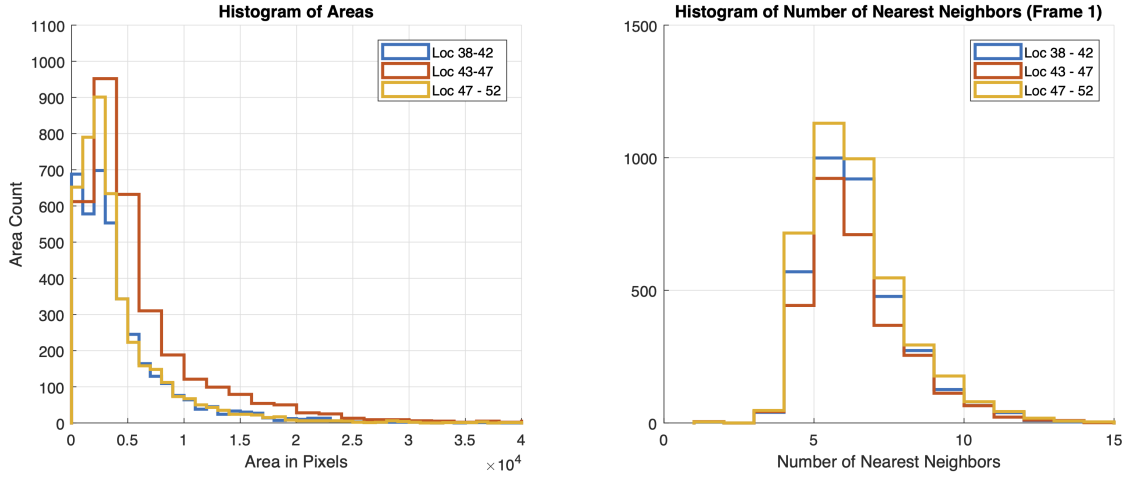 Histogram of Areas
1100
1000
900
800
700
600
500
400
300
200
100
0
Area Count
0
0.5
1
1.5
2
2.5
3
3.5
4
Area in Pixels
×10^4
Loc 38-42
Loc 43-47
Loc 47 - 52
Histogram of Number of Nearest Neighbors (Frame 1)
1500
1000
500
0
0
5
10
15
Number of Nearest Neighbors
Loc 38 - 42
Loc 43 - 47
Loc 47 - 52